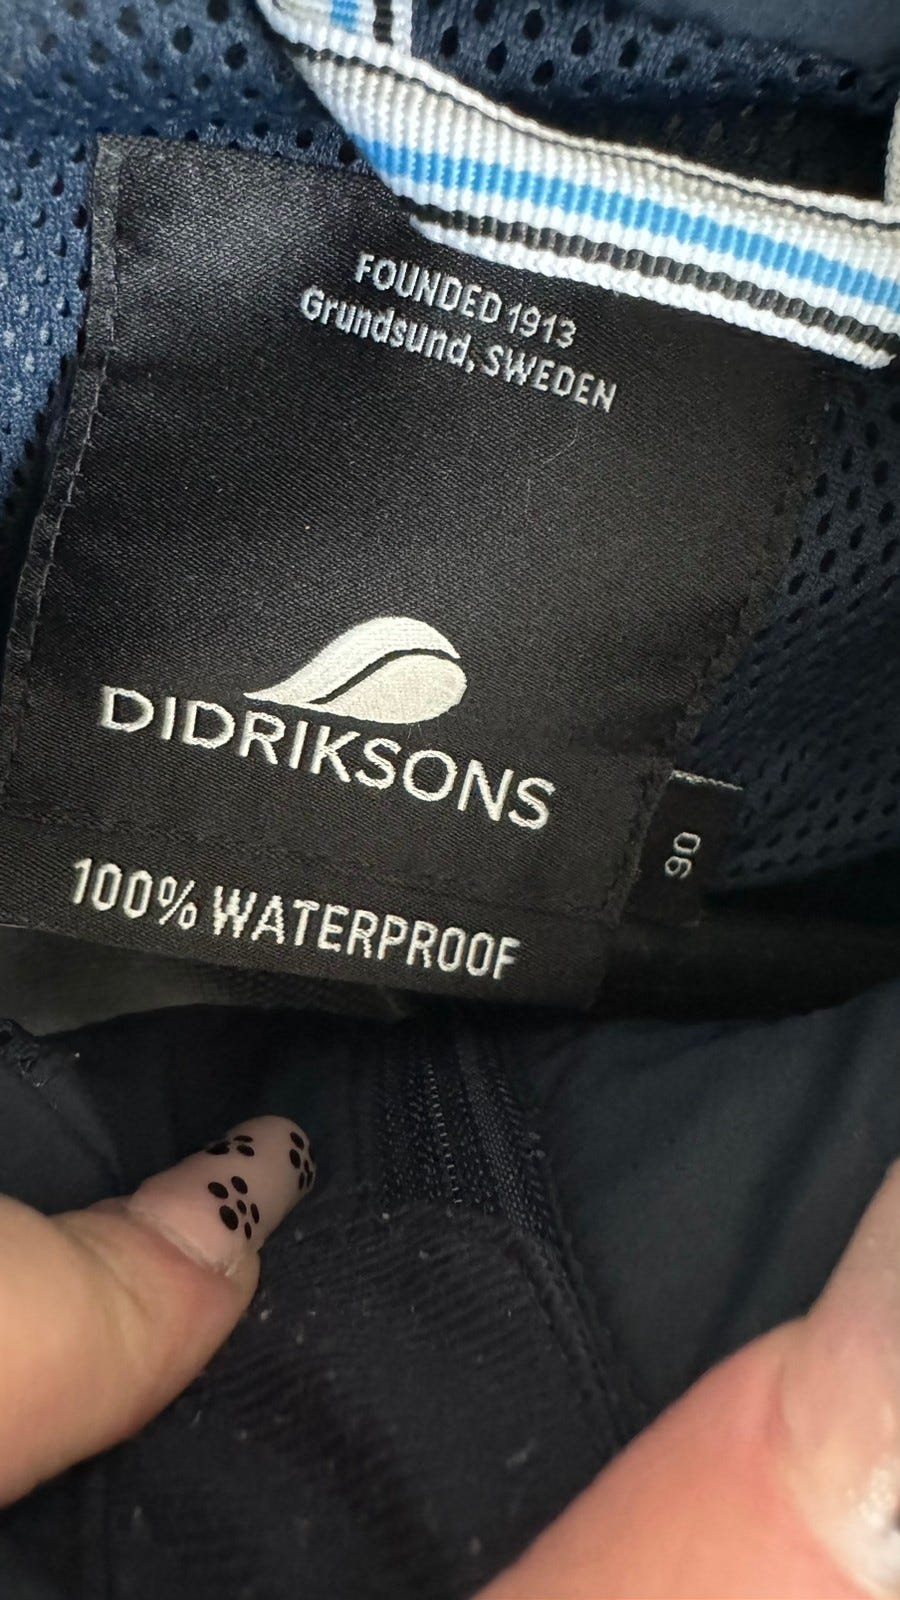 FOUNDED 1913
Grundsund, SWEDEN
DIDRIKSONS
90
100% WATERPROOF